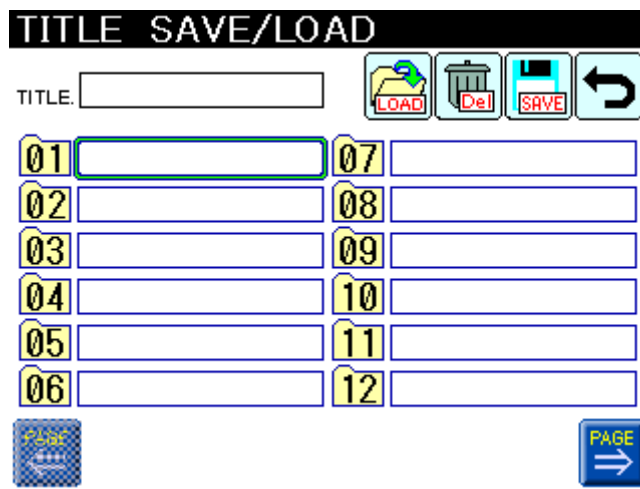 TITLE SAVE/LOAD
TITLE.
LOAD
Del
SAVE
01
07
02
08
03
09
04
10
05
11
06
12
PAGE
PAGE